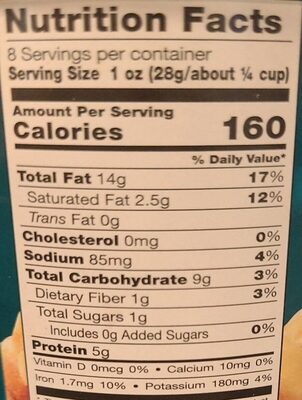 Nutrition Facts
8 Servings per container
Serving Size 1 oz (28g/about ¼ cup)
Amount Per Serving
Calories 160
% Daily Value*
Total Fat 14g 17%
Saturated Fat 2.5g 12%
Trans Fat 0g
Cholesterol 0mg 0%
Sodium 85mg 4%
Total Carbohydrate 9g 3%
Dietary Fiber 1g 3%
Total Sugars 1g
Includes 0g Added Sugars 0%
Protein 5g
Vitamin D 0mcg 0% • Calcium 10mg 0%
Iron 1.7mg 10% • Potassium 180mg 4%